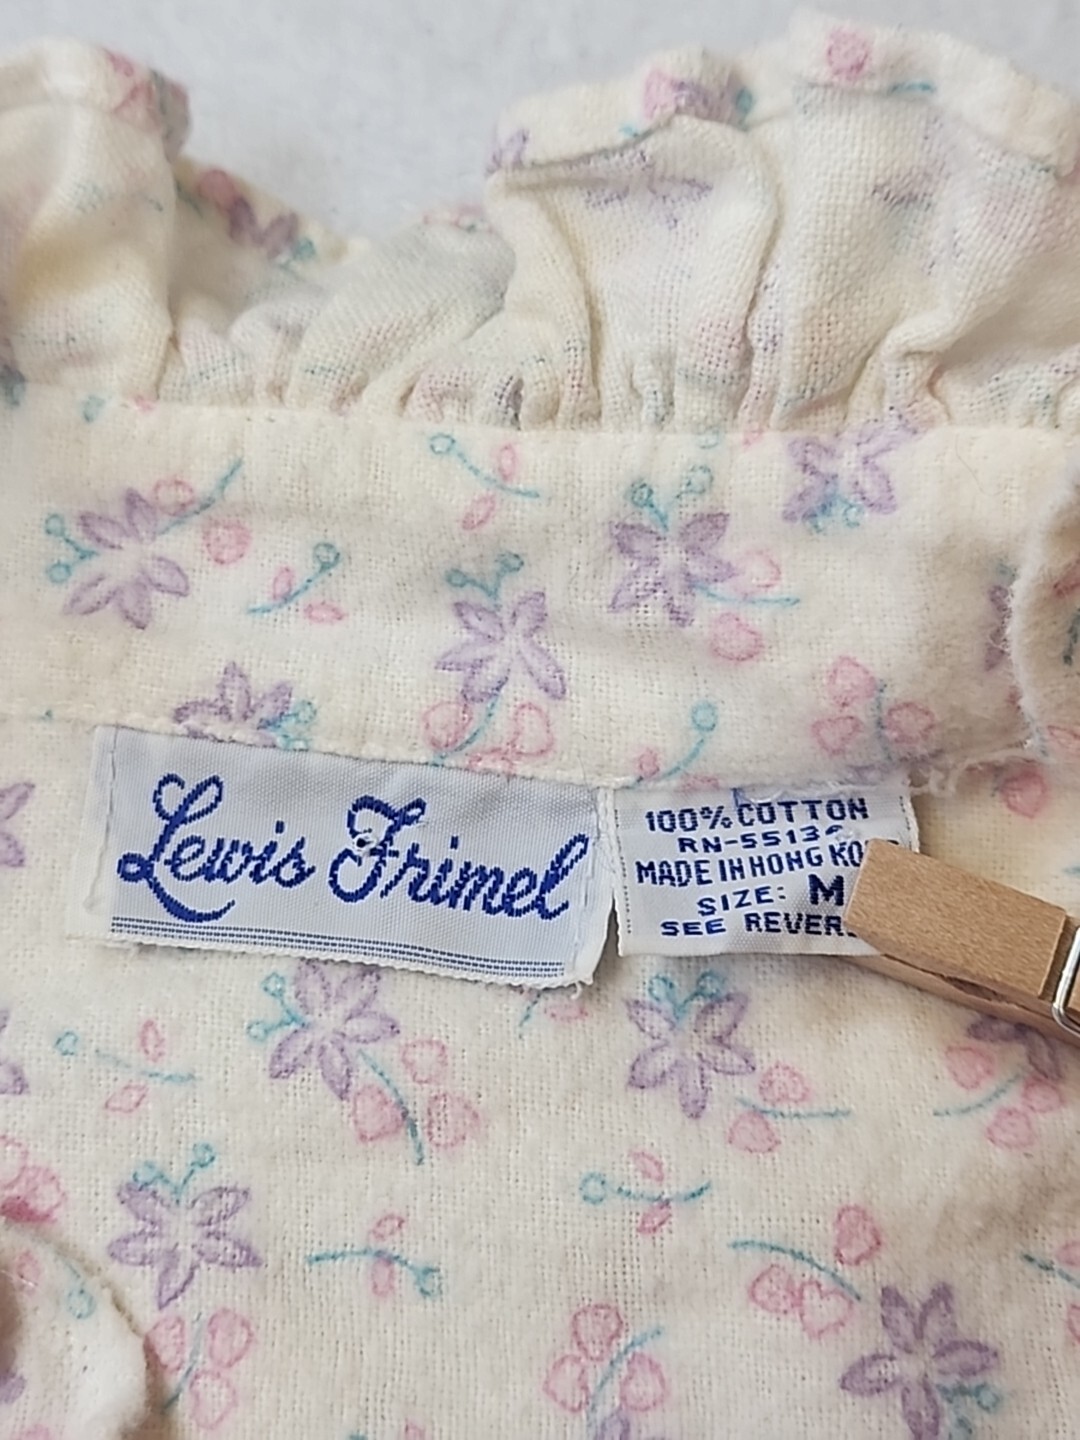 Lewis Frimel
100% COTTON
MADE IN HONG
SIZE: M
SEE